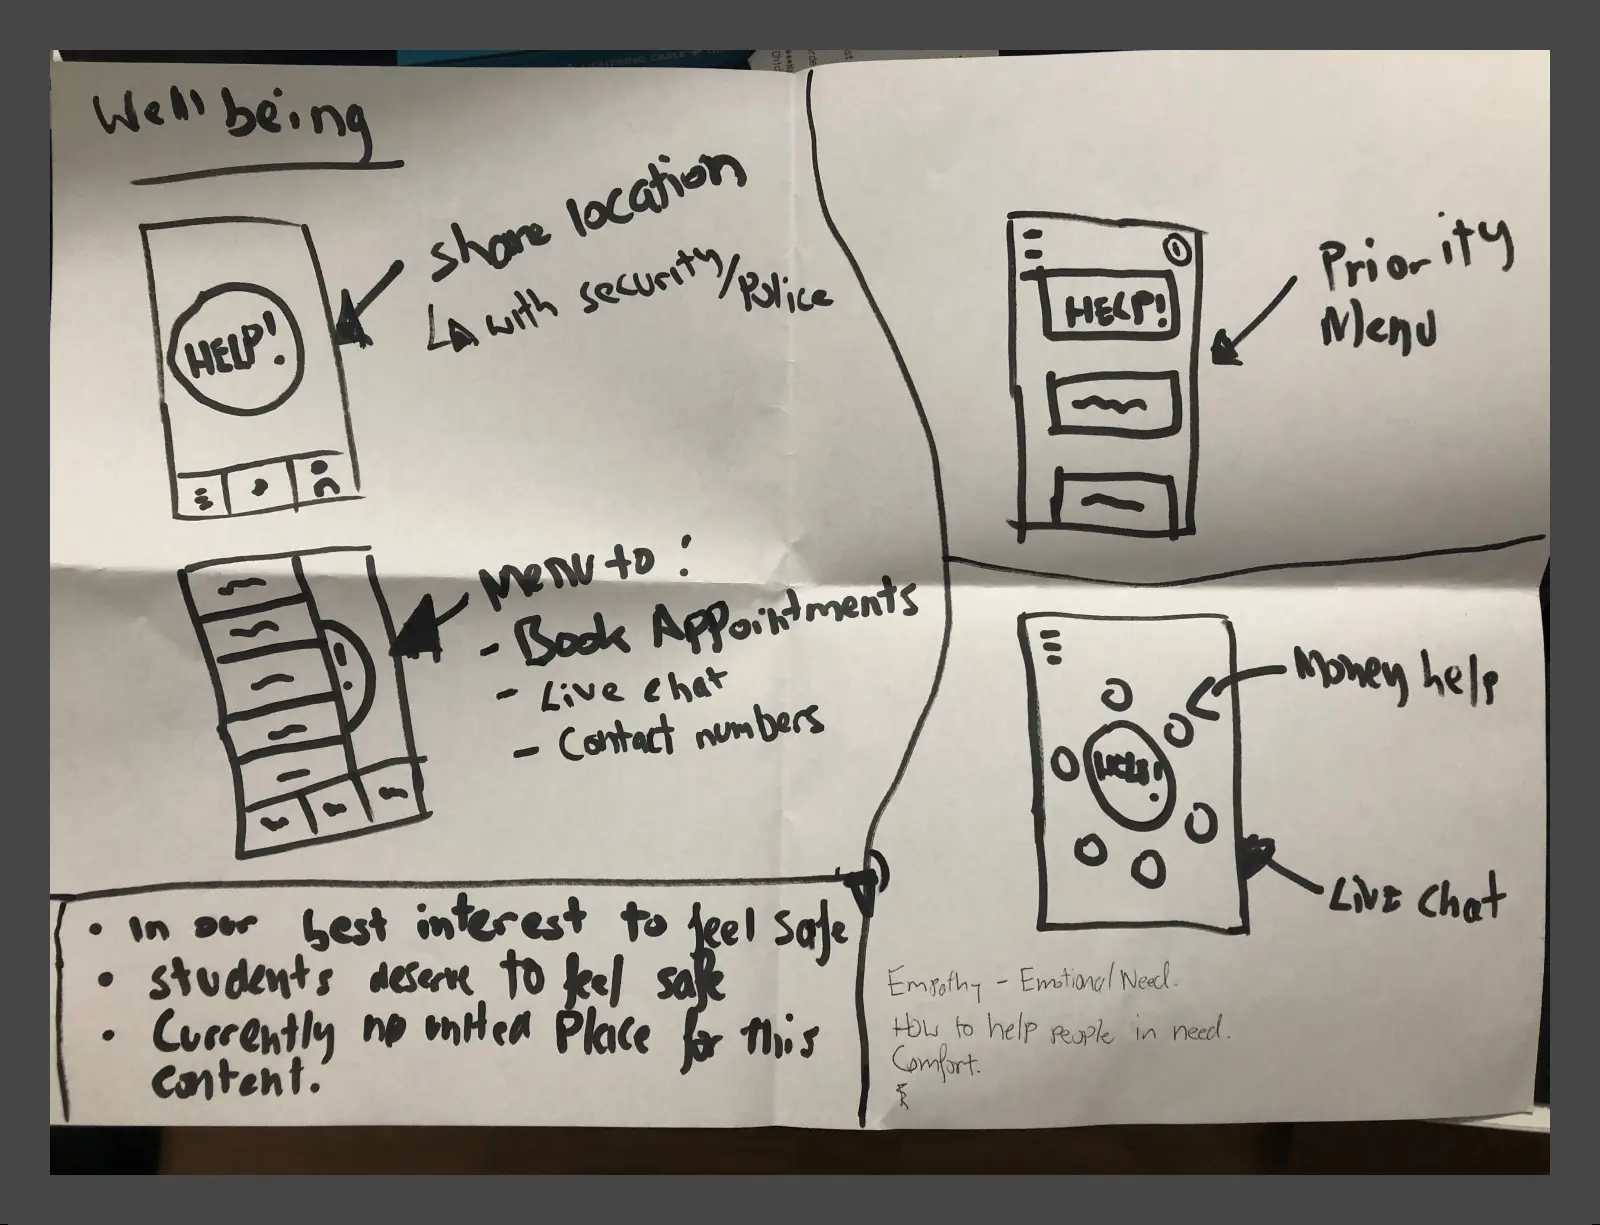 Wellbeing
share location
with security/Police
HELP!
Menu to:
- Book Appointments
- Live chat
- Contact numbers
!
• In our best interest to feel safe
• students deserve to feel safe
• Currently no united Place for this
content.
Priority
Menu
HELP!
Money help
HELP!
Live chat
Empathy - Emotional Need.
How to help people in need.
Comfort.